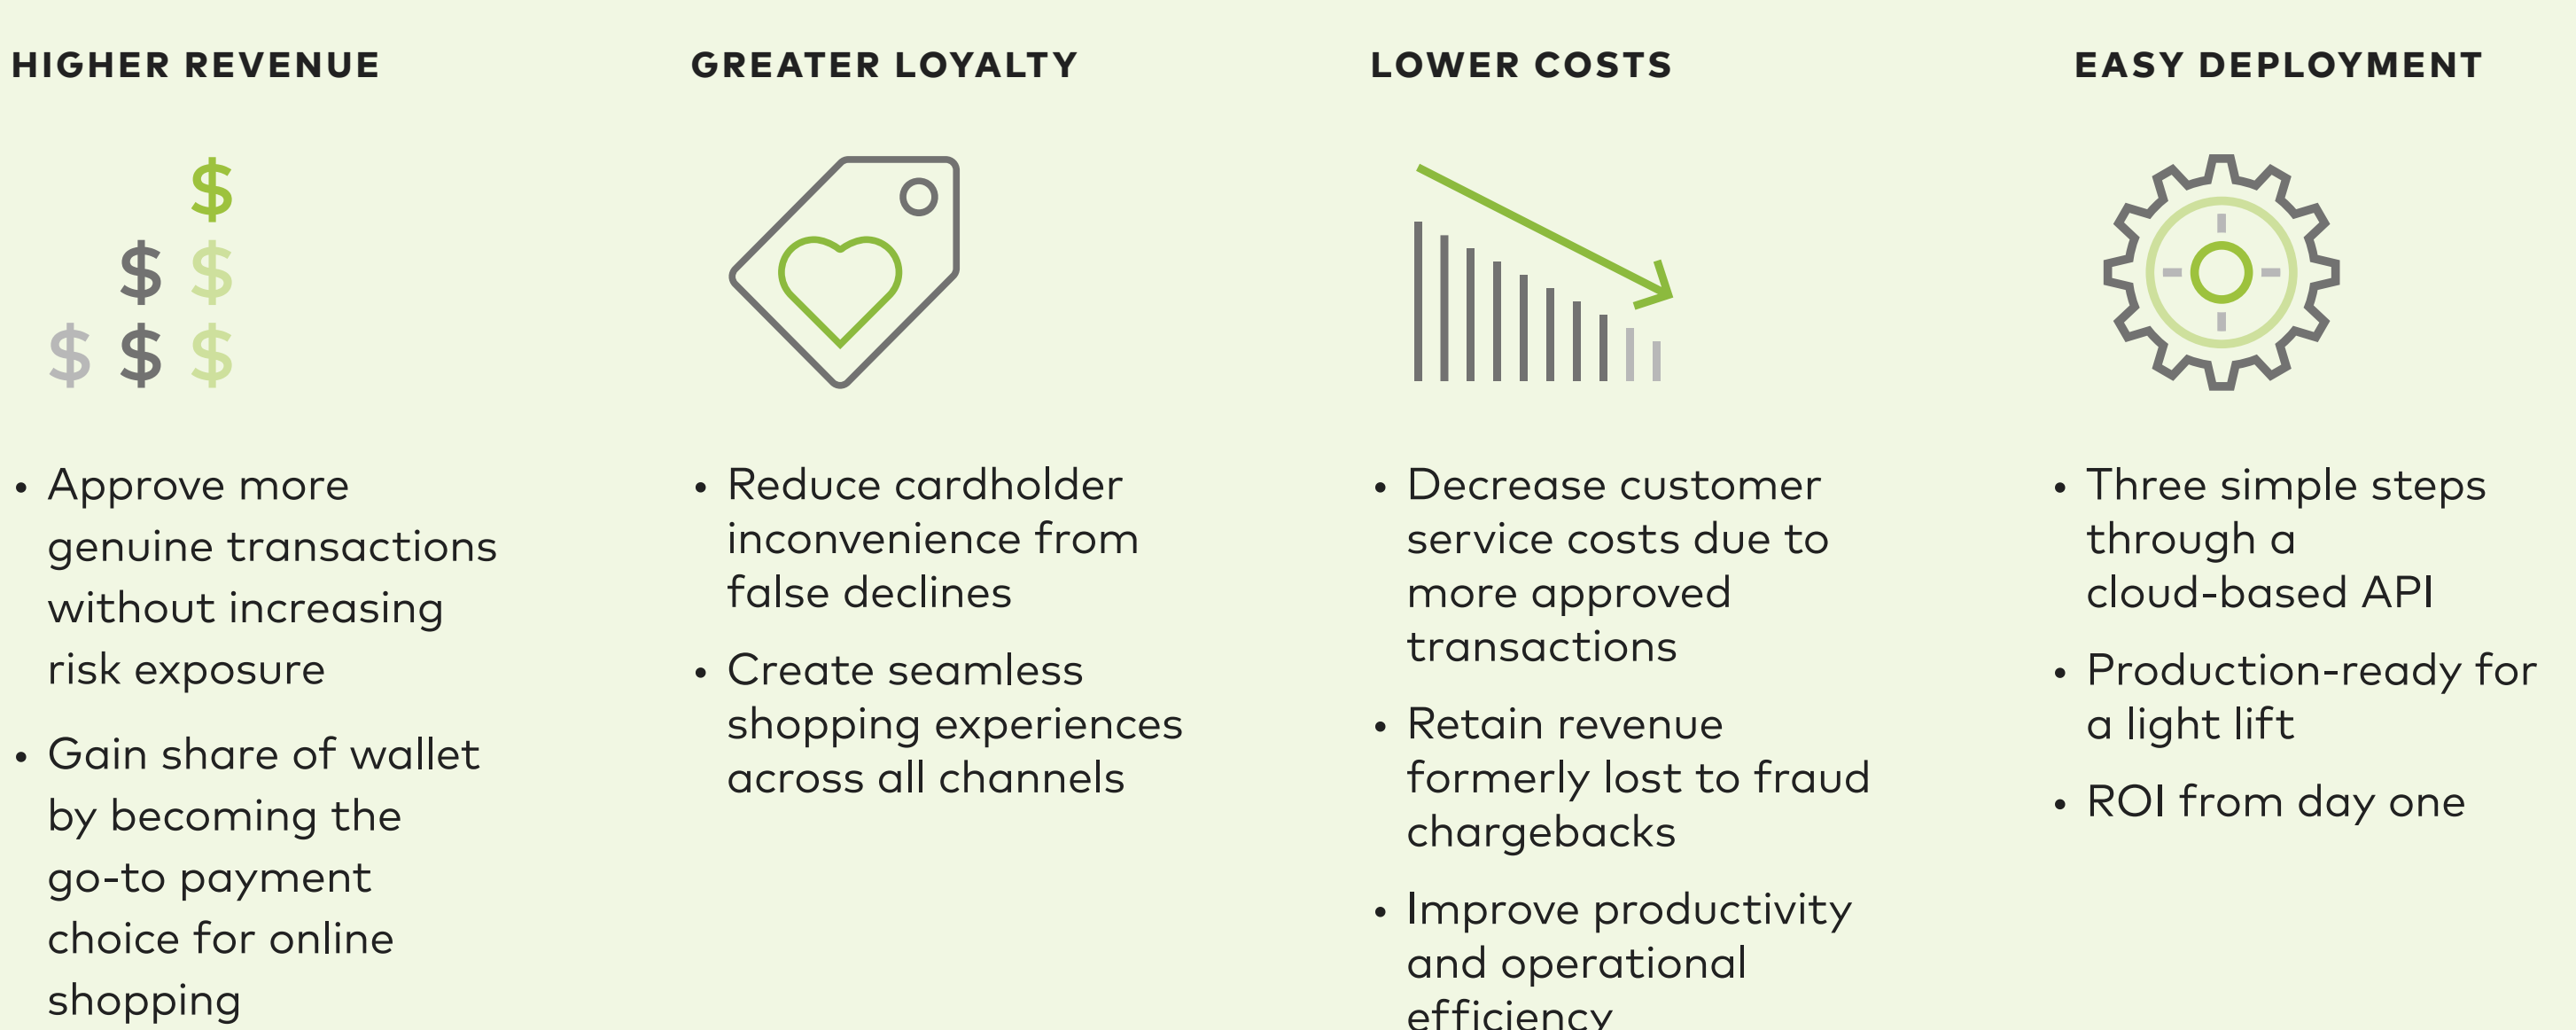 HIGHER REVENUE
$
$ $
$ $ $
• Approve more
genuine transactions
without increasing
risk exposure
• Gain share of wallet
by becoming the
go-to payment
choice for online
shopping
GREATER LOYALTY
• Reduce cardholder
inconvenience from
false declines
• Create seamless
shopping experiences
across all channels
LOWER COSTS
• Decrease customer
service costs due to
more approved
transactions
• Retain revenue
formerly lost to fraud
chargebacks
• Improve productivity
and operational
efficiency
EASY DEPLOYMENT
• Three simple steps
through a
cloud-based API
• Production-ready for
a light lift
• ROI from day one